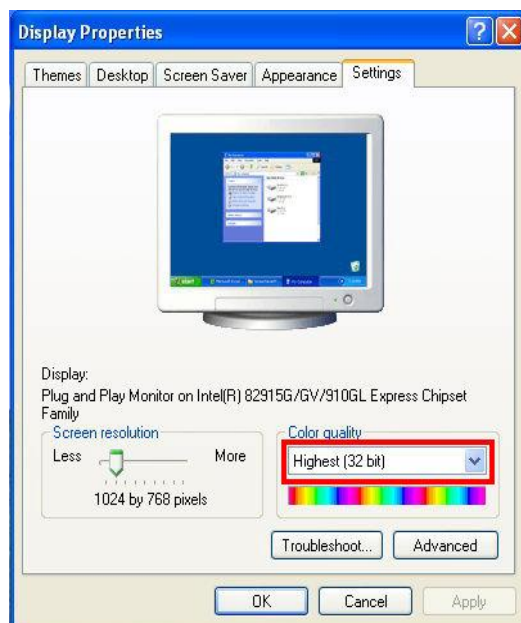 Display Properties
Themes Desktop Screen Saver Appearance Settings
start
Display:
Plug and Play Monitor on Intel(R) 82915G/GV/910GL Express Chipset
Family
Screen resolution
Less More
1024 by 768 pixels
Color quality
Highest (32 bit)
Troubleshoot... Advanced
OK Cancel Apply